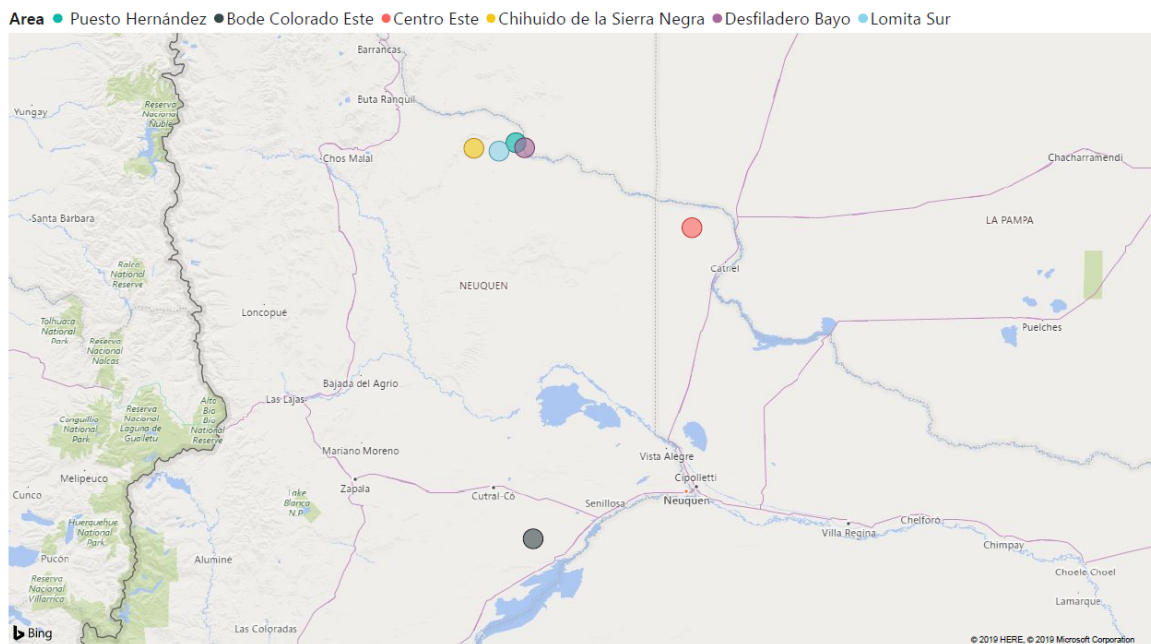 Area Puesto Hernández Bode Colorado Este Centro Este Chihuido de la Sierra Negra Desfiladero Bayo Lomita Sur
Barrancas
Yungay
Reserva
Nacional
Ñuble
Buta Ranquil
Chos Malal
Chacharramendi
Santa Barbara
LA PAMPA
Ralco
National
Reserve
Catriel
NEUQUEN
Loncopué
Tolhuaca
National
Park
Reserva
Nacional
Nalcas
Puelches
Bajada del Agrio
Las Lajas
Alto
Bio
Bio
National
Reserve
Reserva
Nacional
Laguna de
Gualletu
Conguillio
National
Park
Mariano Moreno
Vista Alegre
Melipeuco
Zapala
Cipolletti
Cunco
Lake
Blanca
N.P.
Cutral-Có
Senillosa
Neuquen
Huerquehue
National
Park
Villa Regina
Chelforó
Chimpay
Pucón
Aluminé
Choele Choel
Reserva
Nacional
Villarrica
Lamarque
Las Coloradas
Bing
© 2019 HERE, © 2019 Microsoft Corporation